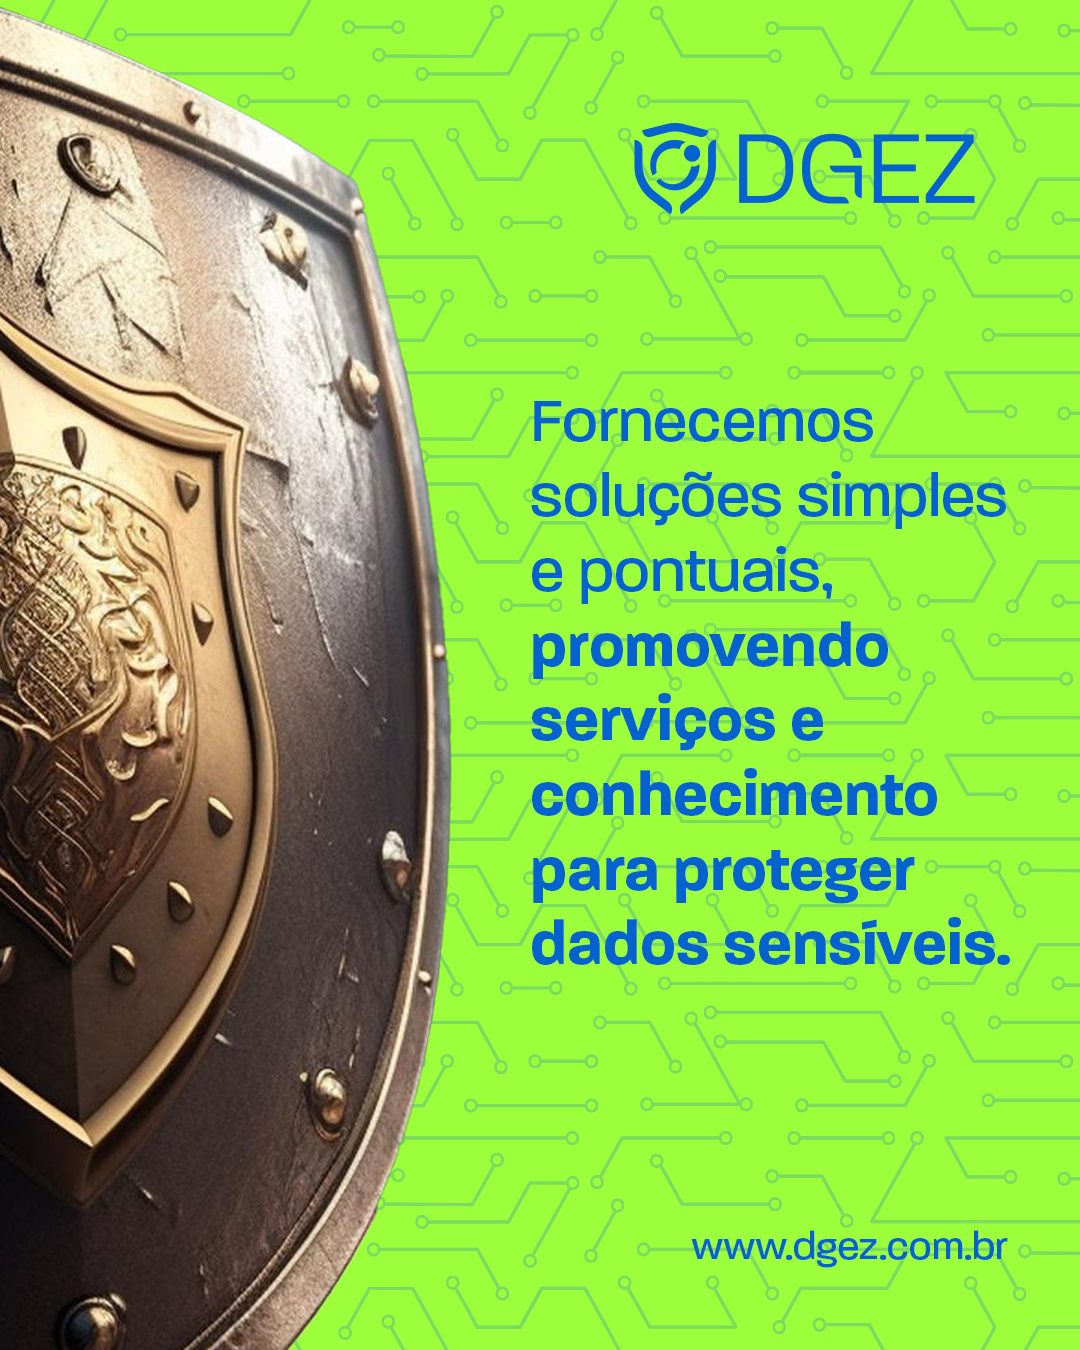 DGEZ
Fornecemos
soluções simples
e pontuais,
promovendo
serviços e
conhecimento
para proteger
dados sensíveis.
www.dgez.com.br